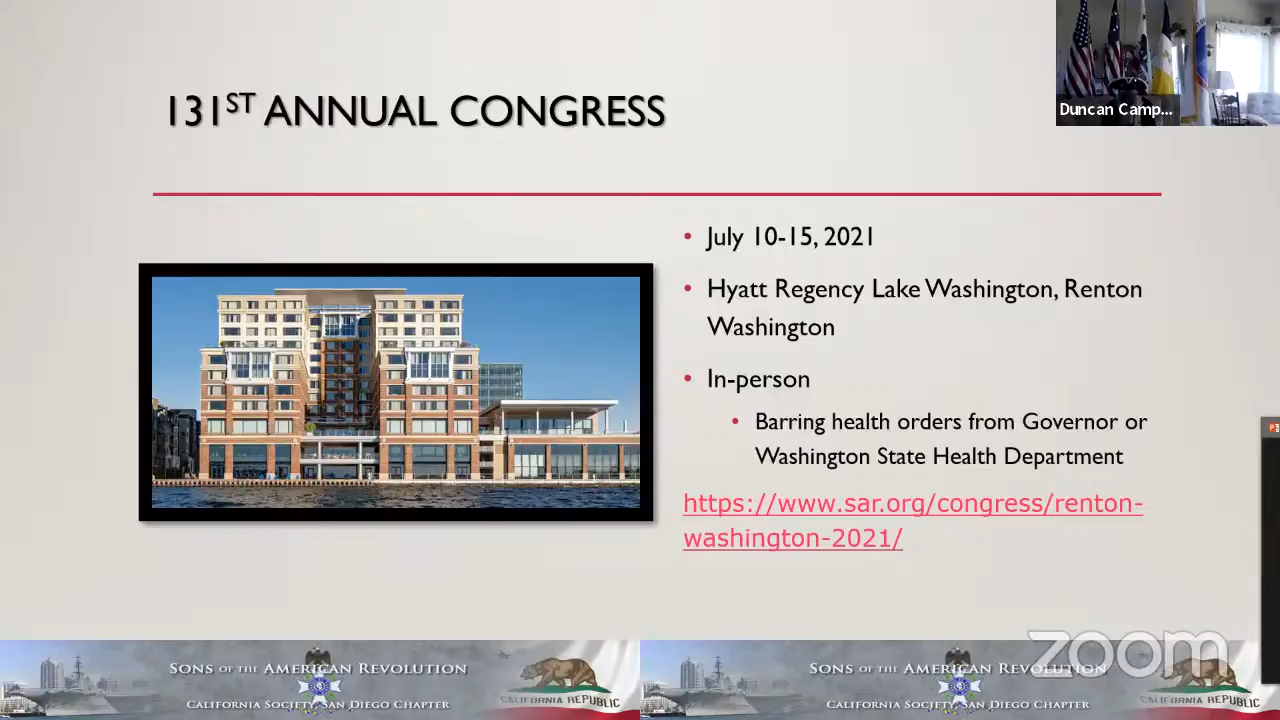 131ST ANNUAL CONGRESS
Duncan Camp...
• July 10-15, 2021
• Hyatt Regency Lake Washington, Renton
Washington
• In-person
• Barring health orders from Governor or
Washington State Health Department
https://www.sar.org/congress/renton-
washington-2021/
SONS OF THE AMERICAN REVOLUTION
CALIFORNIA SOCIETY SAN DIEGO CHAPTER
CALIFORNIA REPUBLIC
SONS OF THE AMERICAN REVOLUTION
CALIFORNIA SOCIETY SAN DIEGO CHAPTER
CALIFORNIA REPUBLIC
zoom